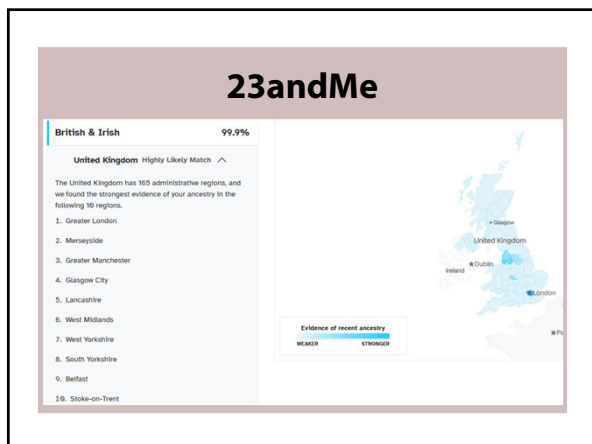 23andMe
British & Irish 99.9%
United Kingdom Highly Likely Match
The United Kingdom has 165 administrative regions, and
we found the strongest evidence of your ancestry in the
following 10 regions.
1. Greater London
2. Merseyside
3. Greater Manchester
4. Glasgow City
5. Lancashire
6. West Midlands
7. West Yorkshire
8. South Yorkshire
9. Belfast
10. Stoke-on-Trent
Glasgow
United Kingdom
Dublin
Ireland
London
Evidence of recent ancestry
WEAKER STRONGER